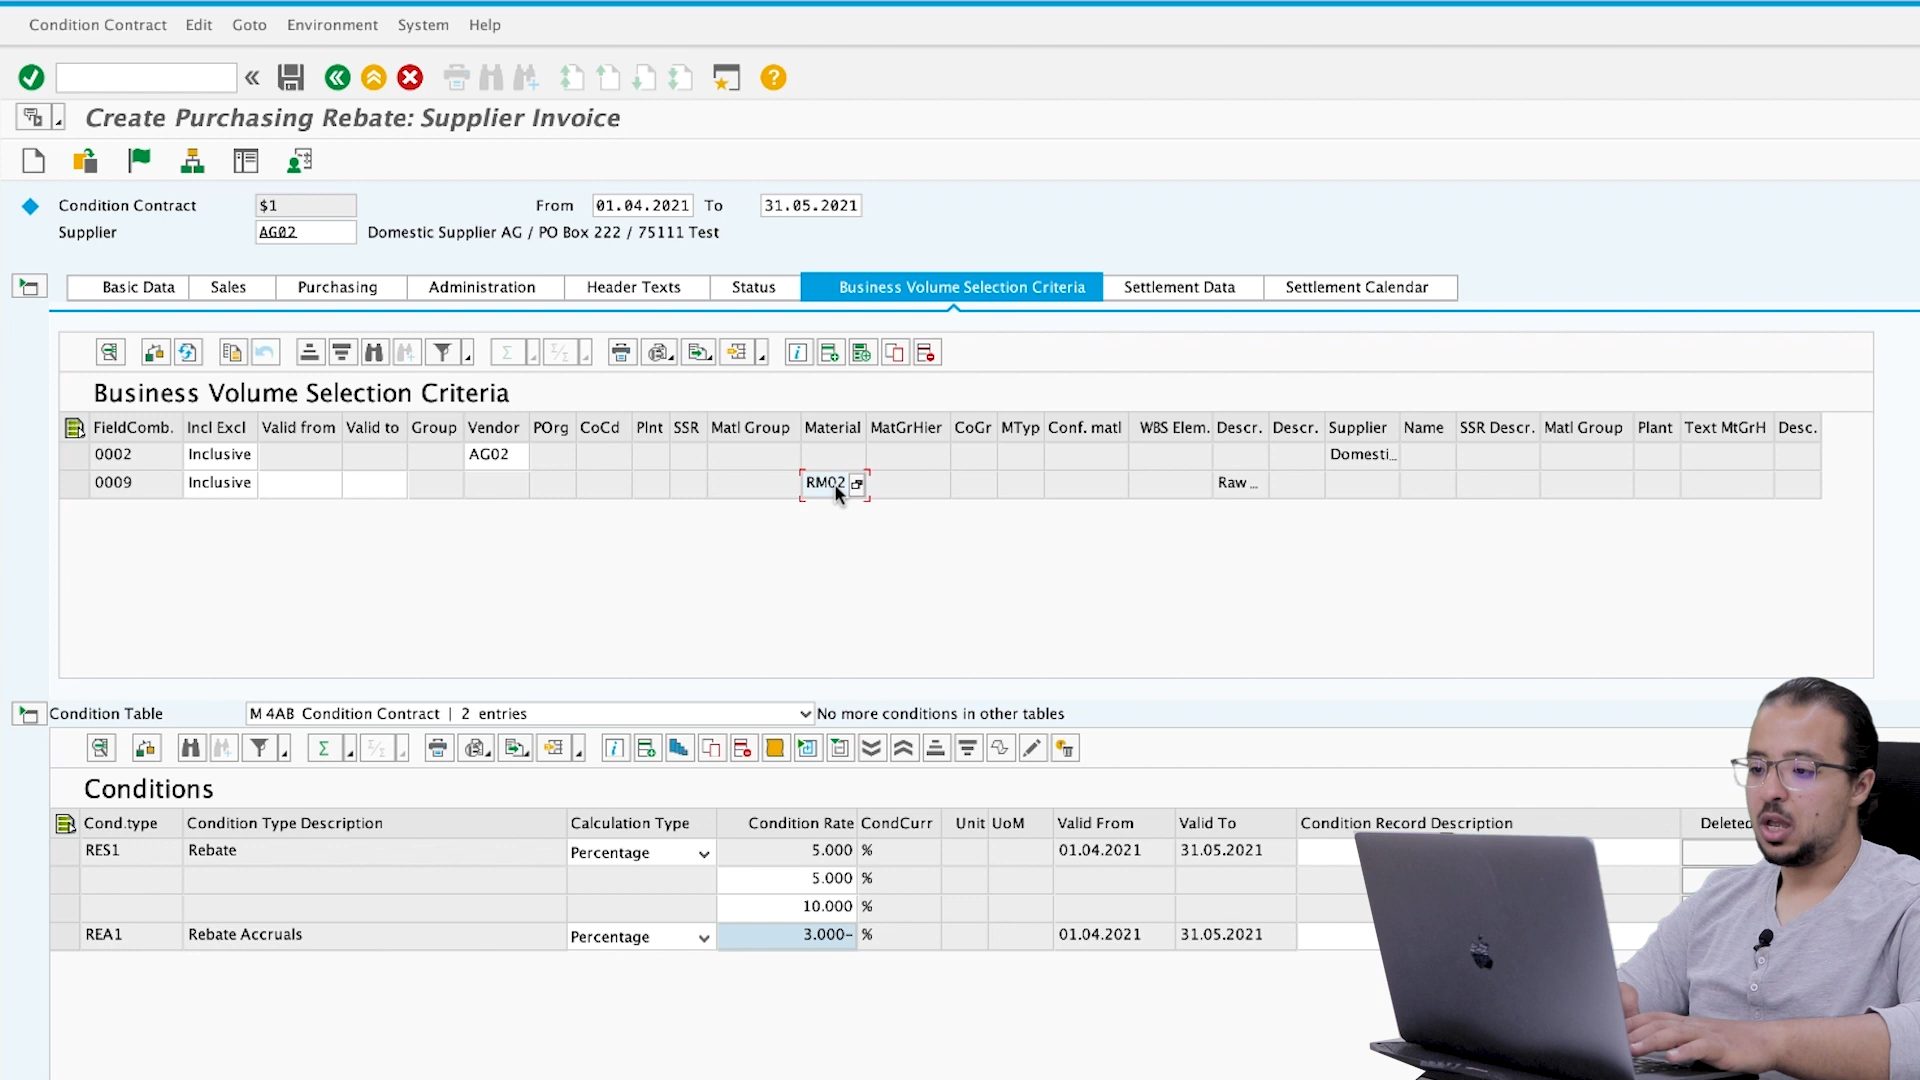 Condition Contract Edit Goto Environment System Help
Create Purchasing Rebate: Supplier Invoice
Condition Contract $1 From 01.04.2021 To 31.05.2021
Supplier AG02 Domestic Supplier AG / PO Box 222 / 75111 Test
Basic Data Sales Purchasing Administration Header Texts Status Business Volume Selection Criteria Settlement Data Settlement Calendar
Business Volume Selection Criteria
FieldComb. Incl Excl Valid from Valid to Group Vendor POrg CoCd Plnt SSR Matl Group Material MatGrHier CoGr MTyp Conf. matl WBS Elem. Descr. Descr. Supplier Name SSR Descr. Matl Group Plant Text MtGrH Desc.
0002 Inclusive AG02 Domesti...
0009 Inclusive RM02 Raw ...
Condition Table M 4AB Condition Contract | 2 entries No more conditions in other tables
Conditions
Cond.type Condition Type Description Calculation Type Condition Rate CondCurr Unit UoM Valid From Valid To Condition Record Description Deleted
RES1 Rebate Percentage 5.000 % 01.04.2021 31.05.2021
5.000 %
10.000 %
REA1 Rebate Accruals Percentage 3.000- % 01.04.2021 31.05.2021